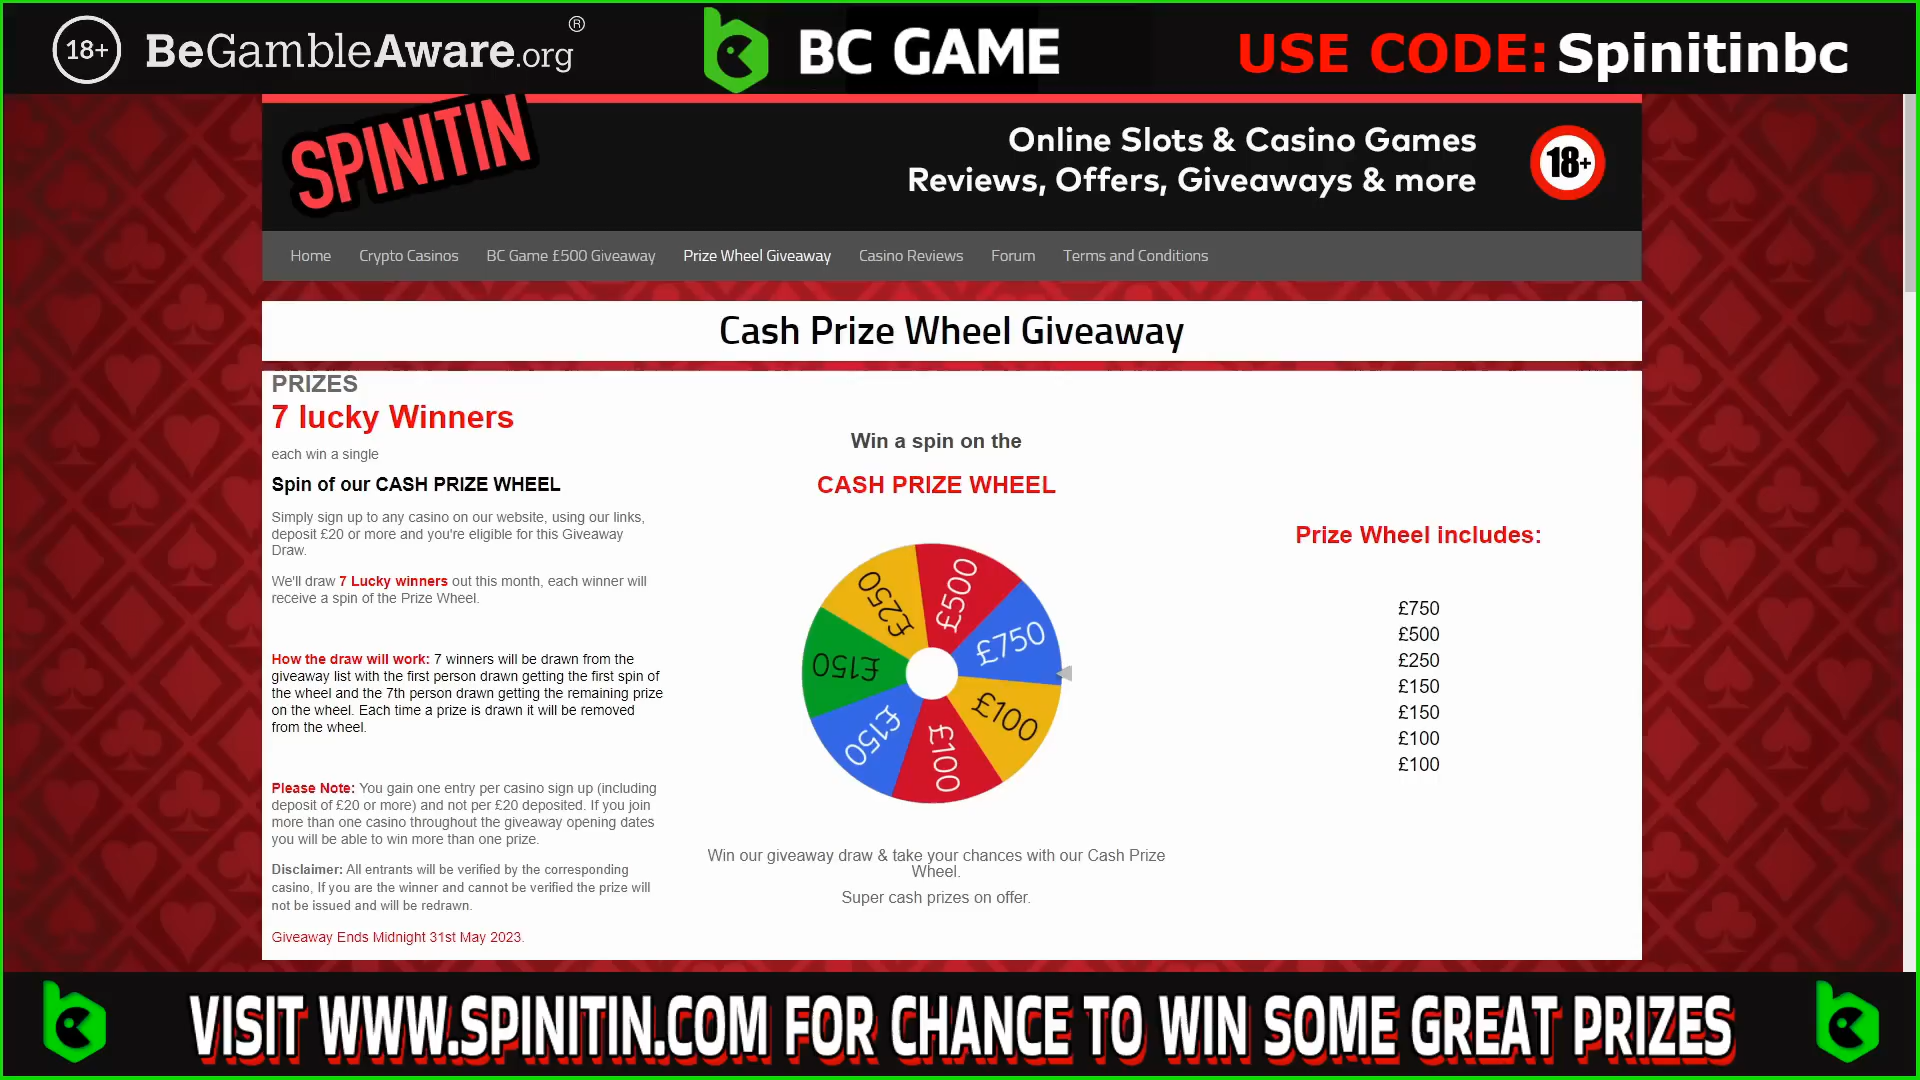 18+ BeGambleAware.org®
BC GAME
USE CODE: Spinitinbc
SPINITIN
Online Slots & Casino Games
Reviews, Offers, Giveaways & more
18+
Home Crypto Casinos BC Game £500 Giveaway Prize Wheel Giveaway Casino Reviews Forum Terms and Conditions
Cash Prize Wheel Giveaway
PRIZES
7 lucky Winners
each win a single
Spin of our CASH PRIZE WHEEL
Simply sign up to any casino on our website, using our links,
deposit £20 or more and you're eligible for this Giveaway
Draw.
We'll draw 7 Lucky winners out this month, each winner will
receive a spin of the Prize Wheel.
How the draw will work: 7 winners will be drawn from the
giveaway list with the first person drawn getting the first spin of
the wheel and the 7th person drawn getting the remaining prize
on the wheel. Each time a prize is drawn it will be removed
from the wheel.
Please Note: You gain one entry per casino sign up (including
deposit of £20 or more) and not per £20 deposited. If you join
more than one casino throughout the giveaway opening dates
you will be able to win more than one prize.
Disclaimer: All entrants will be verified by the corresponding
casino, If you are the winner and cannot be verified the prize will
not be issued and will be redrawn.
Giveaway Ends Midnight 31st May 2023.
Win a spin on the
CASH PRIZE WHEEL
£500
£750
£100
£100
£150
£150
£250
Win our giveaway draw & take your chances with our Cash Prize
Wheel.
Super cash prizes on offer.
Prize Wheel includes:
£750
£500
£250
£150
£150
£100
£100
VISIT WWW.SPINITIN.COM FOR CHANCE TO WIN SOME GREAT PRIZES